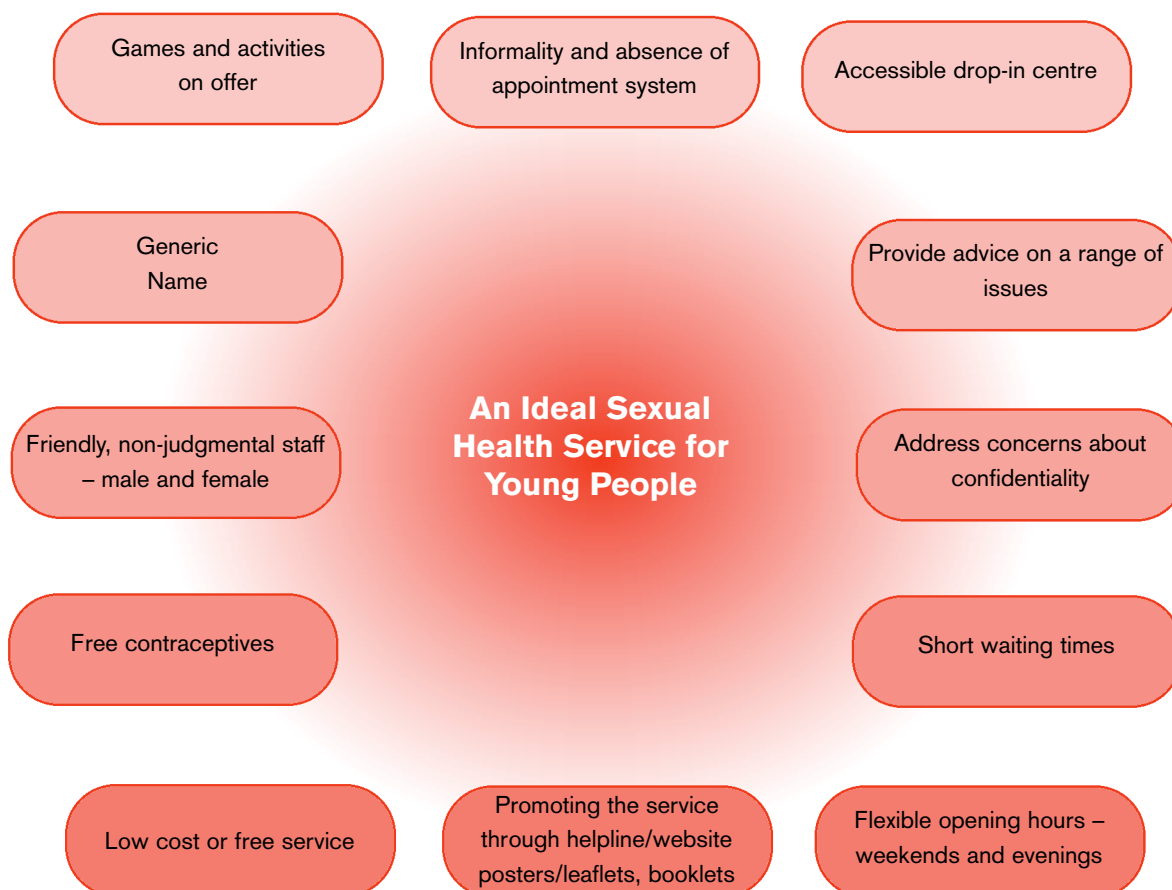 Games and activities
on offer
Informality and absence of
appointment system
Accessible drop-in centre
Generic
Name
Provide advice on a range of
issues
An Ideal Sexual
Health Service for
Young People
Friendly, non-judgmental staff
– male and female
Address concerns about
confidentiality
Free contraceptives
Short waiting times
Low cost or free service
Promoting the service
through helpline/website
posters/leaflets, booklets
Flexible opening hours –
weekends and evenings